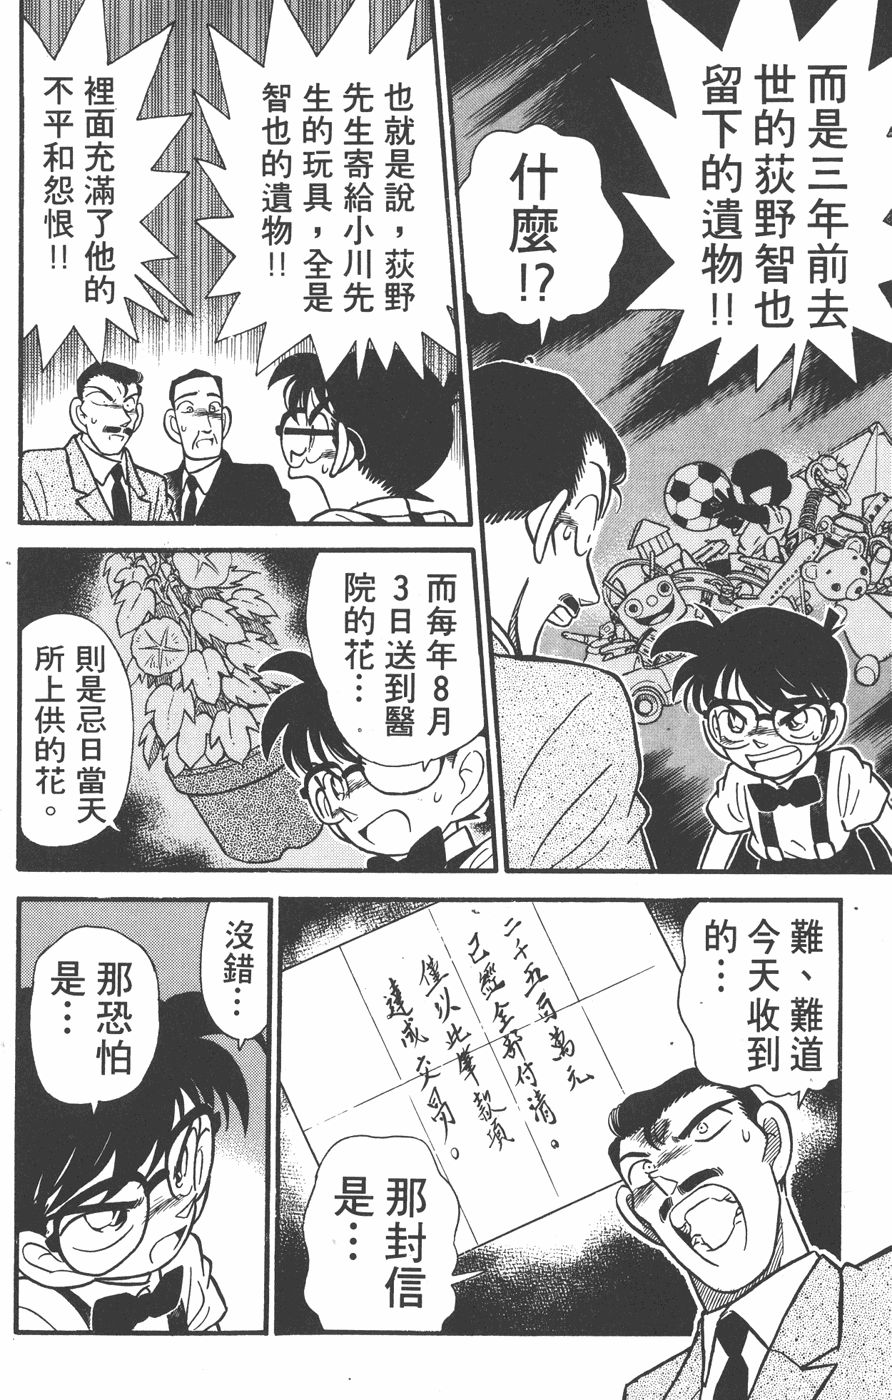 而是三年前去
世的荻野智也
留下的遺物!!
什麼!?
也就是說，荻野
先生寄給小川先
生的玩具，全是
智也的遺物!!
裡面充滿了他的
不平和怨恨!!
而每年8月
3日送到醫
院的花…
則是忌日當天
所上供的花。
難、難道
今天收到
的…
二千五百萬元
已經全部付清。
僅以此筆款項
達成交易。
那封信
是…
沒錯…
那恐怕
是…